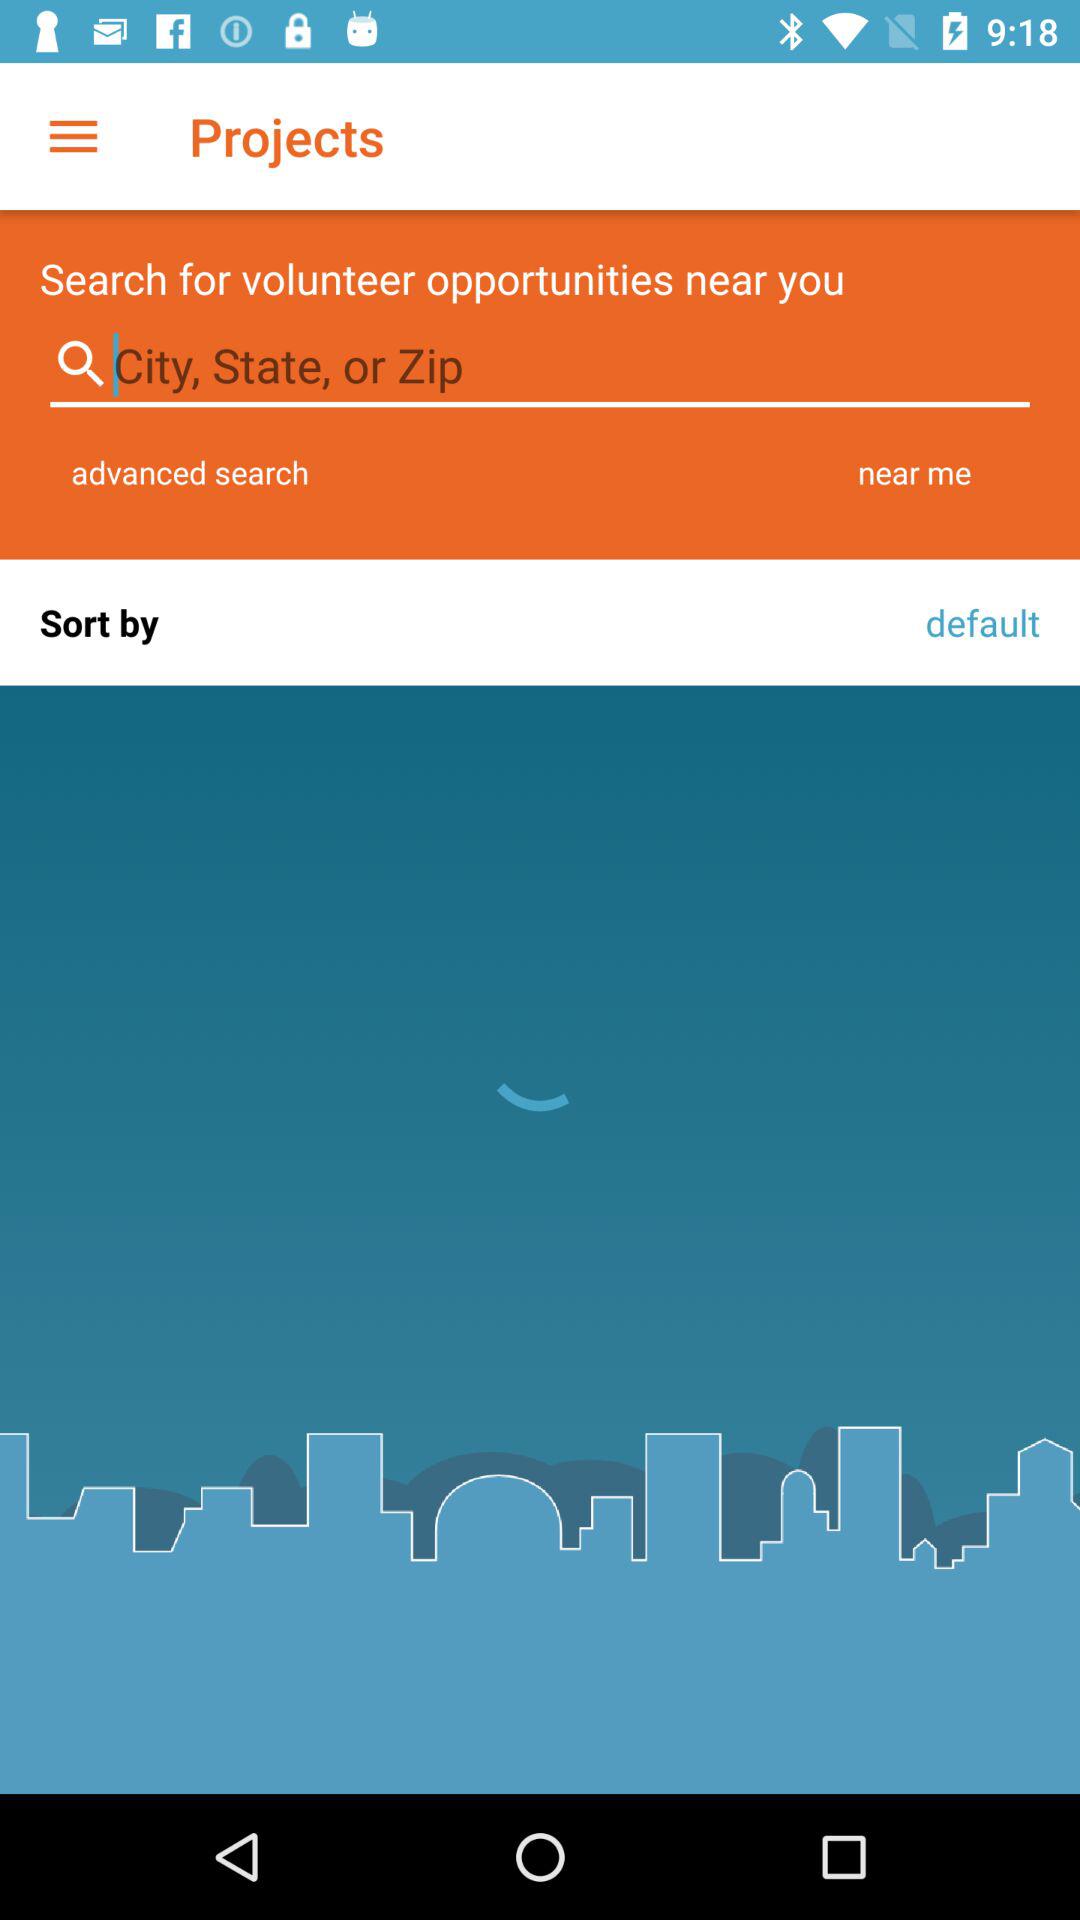 9:18
Projects
Search for volunteer opportunities near you
City, State, or Zip
advanced search near me
Sort by default